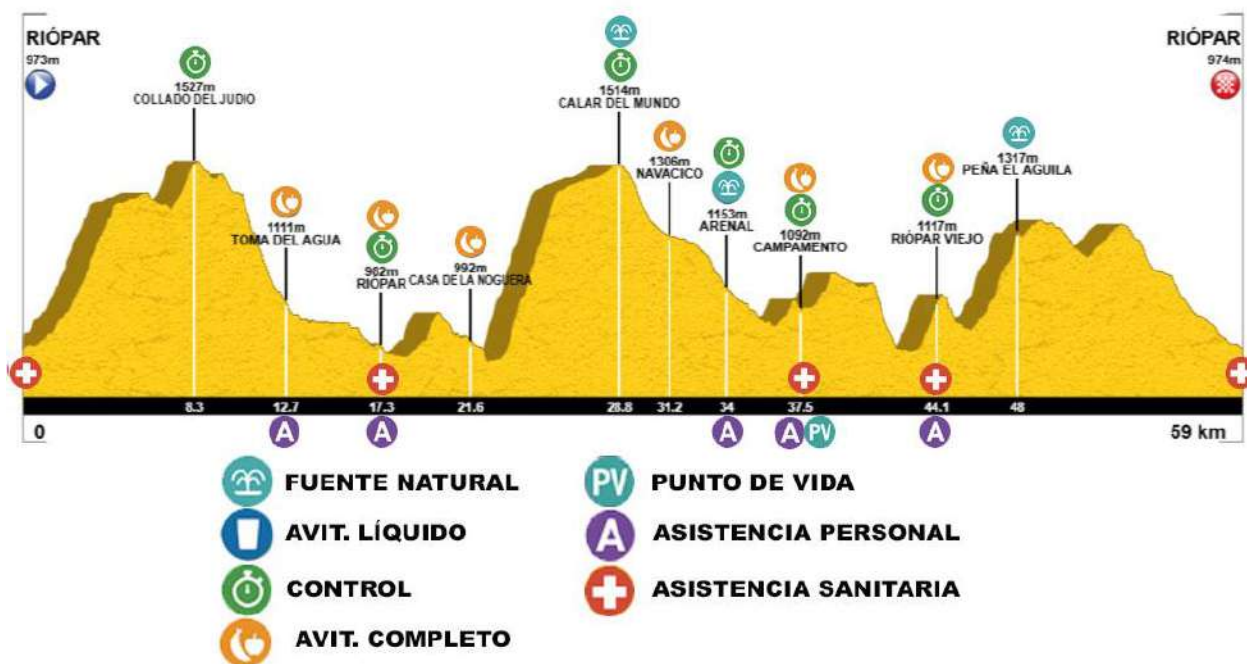 RIÓPAR
973m
1527m
COLLADO DEL JUDIO
1111m
TOMA DEL AGUA
982m
RIÓPAR
992m
CASA DE LA NOGUERA
1514m
CALAR DEL MUNDO
1306m
NAVACICO
1153m
ARENAL
1092m
CAMPAMENTO
1117m
RIÓPAR VIEJO
1317m
PEÑA EL AGUILA
RIÓPAR
974m
8.3 12.7 17.3 21.6 28.8 31.2 34 37.5 44.1 48
A A A A PV A
0 59 km
FUENTE NATURAL
AVIT. LÍQUIDO
CONTROL
AVIT. COMPLETO
PV PUNTO DE VIDA
A ASISTENCIA PERSONAL
ASISTENCIA SANITARIA